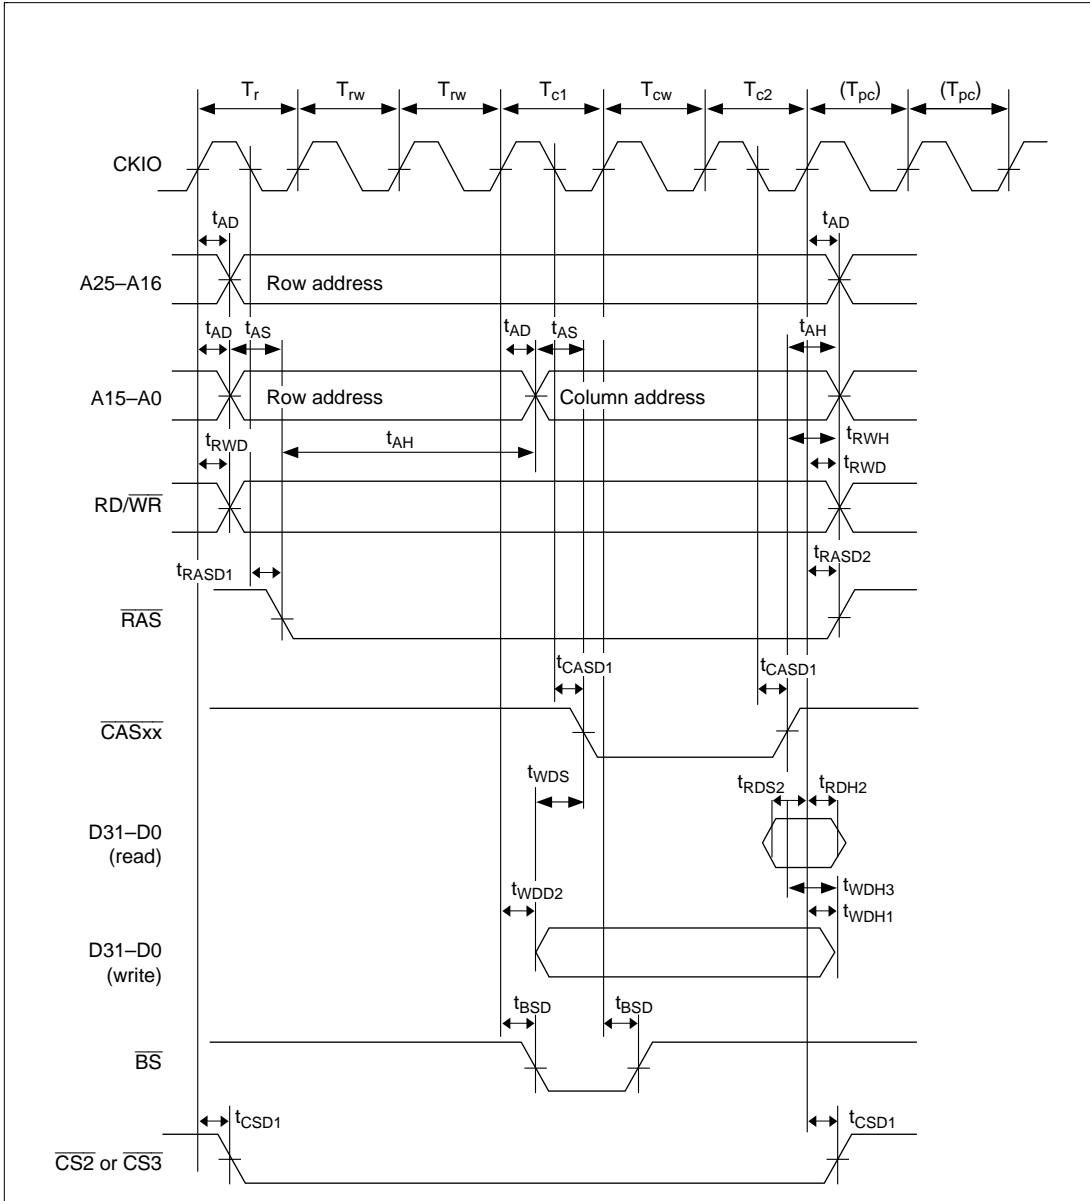 Tr Trw Trw Tc1 Tcw Tc2 (Tpc) (Tpc)
CKIO
tAD tAD
A25–A16 Row address
tAD tAS tAD tAS tAH
A15–A0 Row address Column address
tRWD tAH tRWH
tRWD
RD/WR
tRASD1 tRASD2
RAS
tCASD1 tCASD1
CASxx
tWDS tRDS2 tRDH2
D31–D0
(read)
tWDH3
tWDD2 tWDH1
D31–D0
(write)
tBSD tBSD
BS
tCSD1 tCSD1
CS2 or CS3